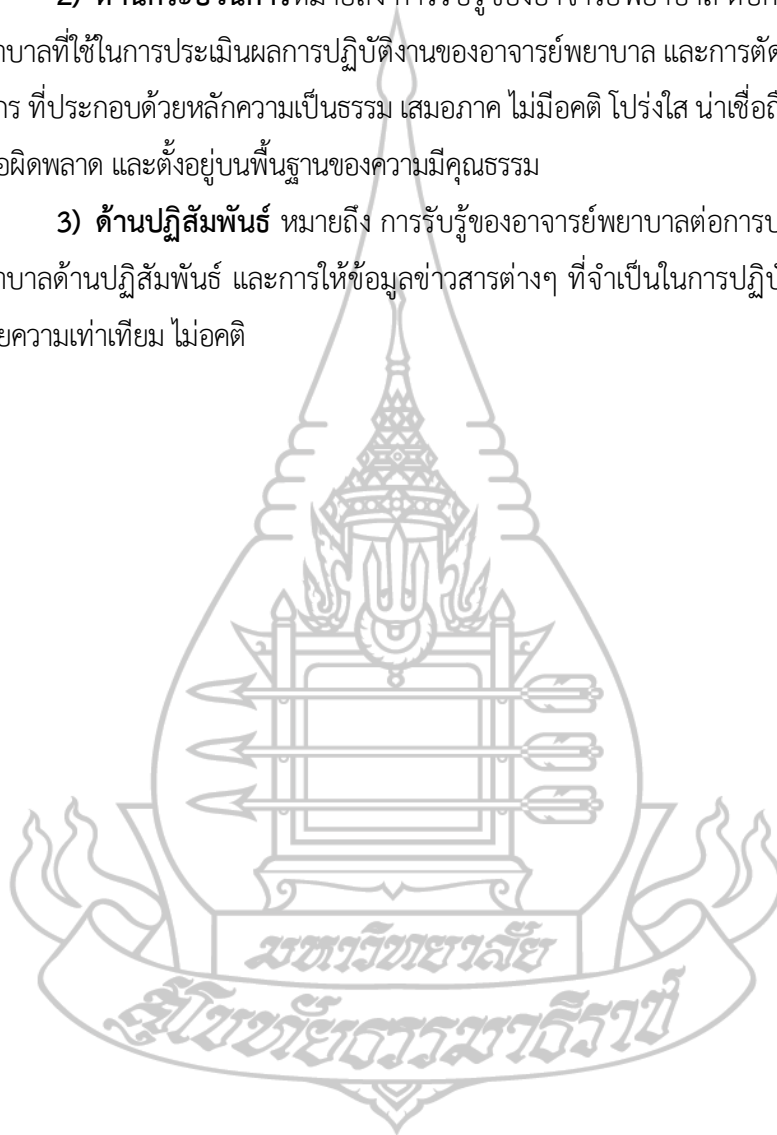 2) ด้านกระบวนการหมายถึง การรับรู้ของอาจารย์พยาบาล
าบาลที่ใช้ในการประเมินผลการปฏิบัติงานของอาจารย์พยาบาล และการตัด
าร ที่ประกอบด้วยหลักความเป็นธรรม เสมอภาค ไม่มีอคติ โปร่งใส น่าเชื่อถื
อผิดพลาด และตั้งอยู่บนพื้นฐานของความมีคุณธรรม
3) ด้านปฏิสัมพันธ์ หมายถึง การรับรู้ของอาจารย์พยาบาลต่อการป
าบาลด้านปฏิสัมพันธ์ และการให้ข้อมูลข่าวสารต่างๆ ที่จำเป็นในการปฏิบั
ยความเท่าเทียม ไม่อคติ
มหาวิทยาลัย
สุโขทัยธรรมาธิราช